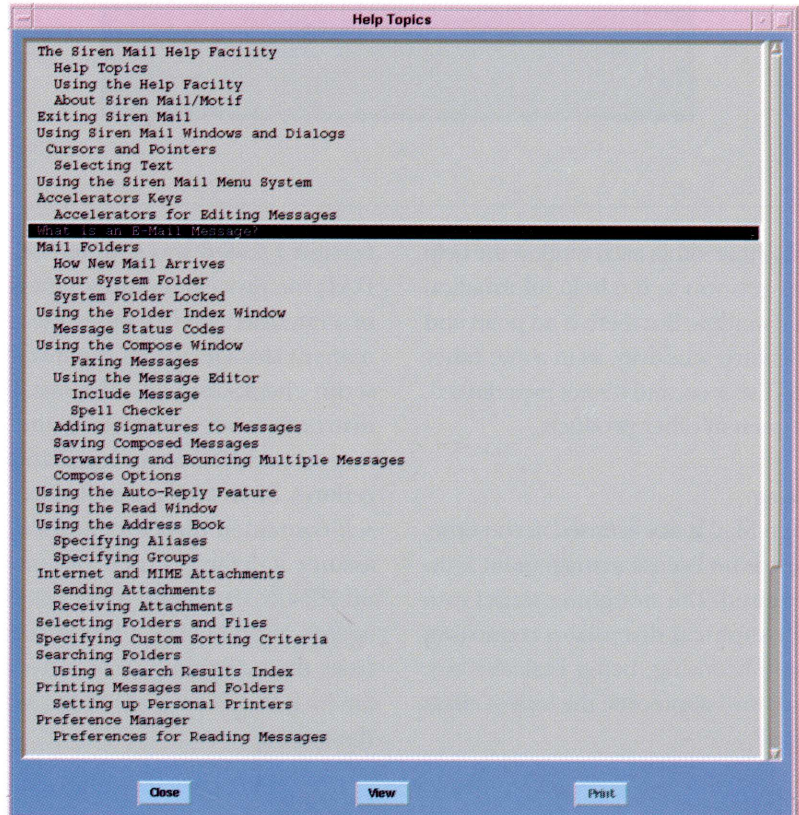 Help Topics
The Siren Mail Help Facility
Help Topics
Using the Help Facilty
About Siren Mail/Motif
Exiting Siren Mail
Using Siren Mail Windows and Dialogs
Cursors and Pointers
Selecting Text
Using the Siren Mail Menu System
Accelerators Keys
Accelerators for Editing Messages
What is an E-Mail Message?
Mail Folders
How New Mail Arrives
Your System Folder
System Folder Locked
Using the Folder Index Window
Message Status Codes
Using the Compose Window
Faxing Messages
Using the Message Editor
Include Message
Spell Checker
Adding Signatures to Messages
Saving Composed Messages
Forwarding and Bouncing Multiple Messages
Compose Options
Using the Auto-Reply Feature
Using the Read Window
Using the Address Book
Specifying Aliases
Specifying Groups
Internet and MIME Attachments
Sending Attachments
Receiving Attachments
Selecting Folders and Files
Specifying Custom Sorting Criteria
Searching Folders
Using a Search Results Index
Printing Messages and Folders
Setting up Personal Printers
Preference Manager
Preferences for Reading Messages
Close View Print